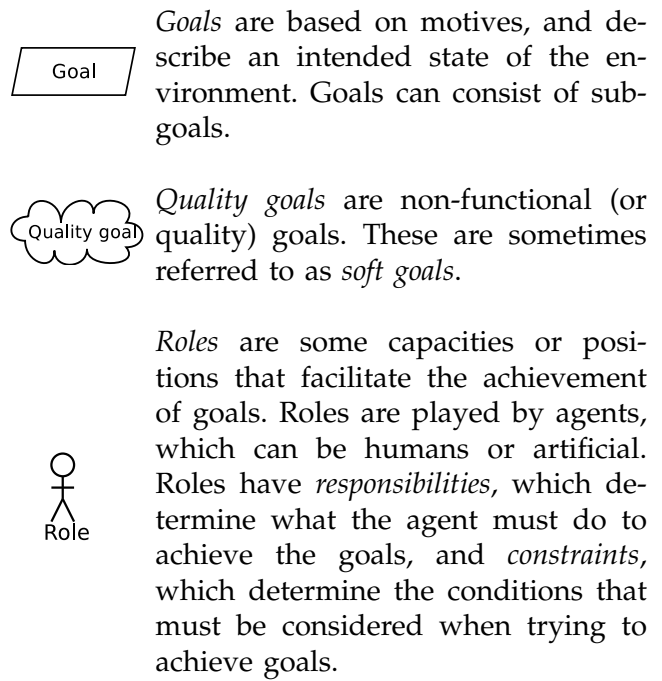 Goals are based on motives, and de-
scribe an intended state of the en-
vironment. Goals can consist of sub-
goals.
Goal
Quality goals are non-functional (or
quality) goals. These are sometimes
referred to as soft goals.
Quality goal
Roles are some capacities or posi-
tions that facilitate the achievement
of goals. Roles are played by agents,
which can be humans or artificial.
Roles have responsibilities, which de-
termine what the agent must do to
achieve the goals, and constraints,
which determine the conditions that
must be considered when trying to
achieve goals.
Role